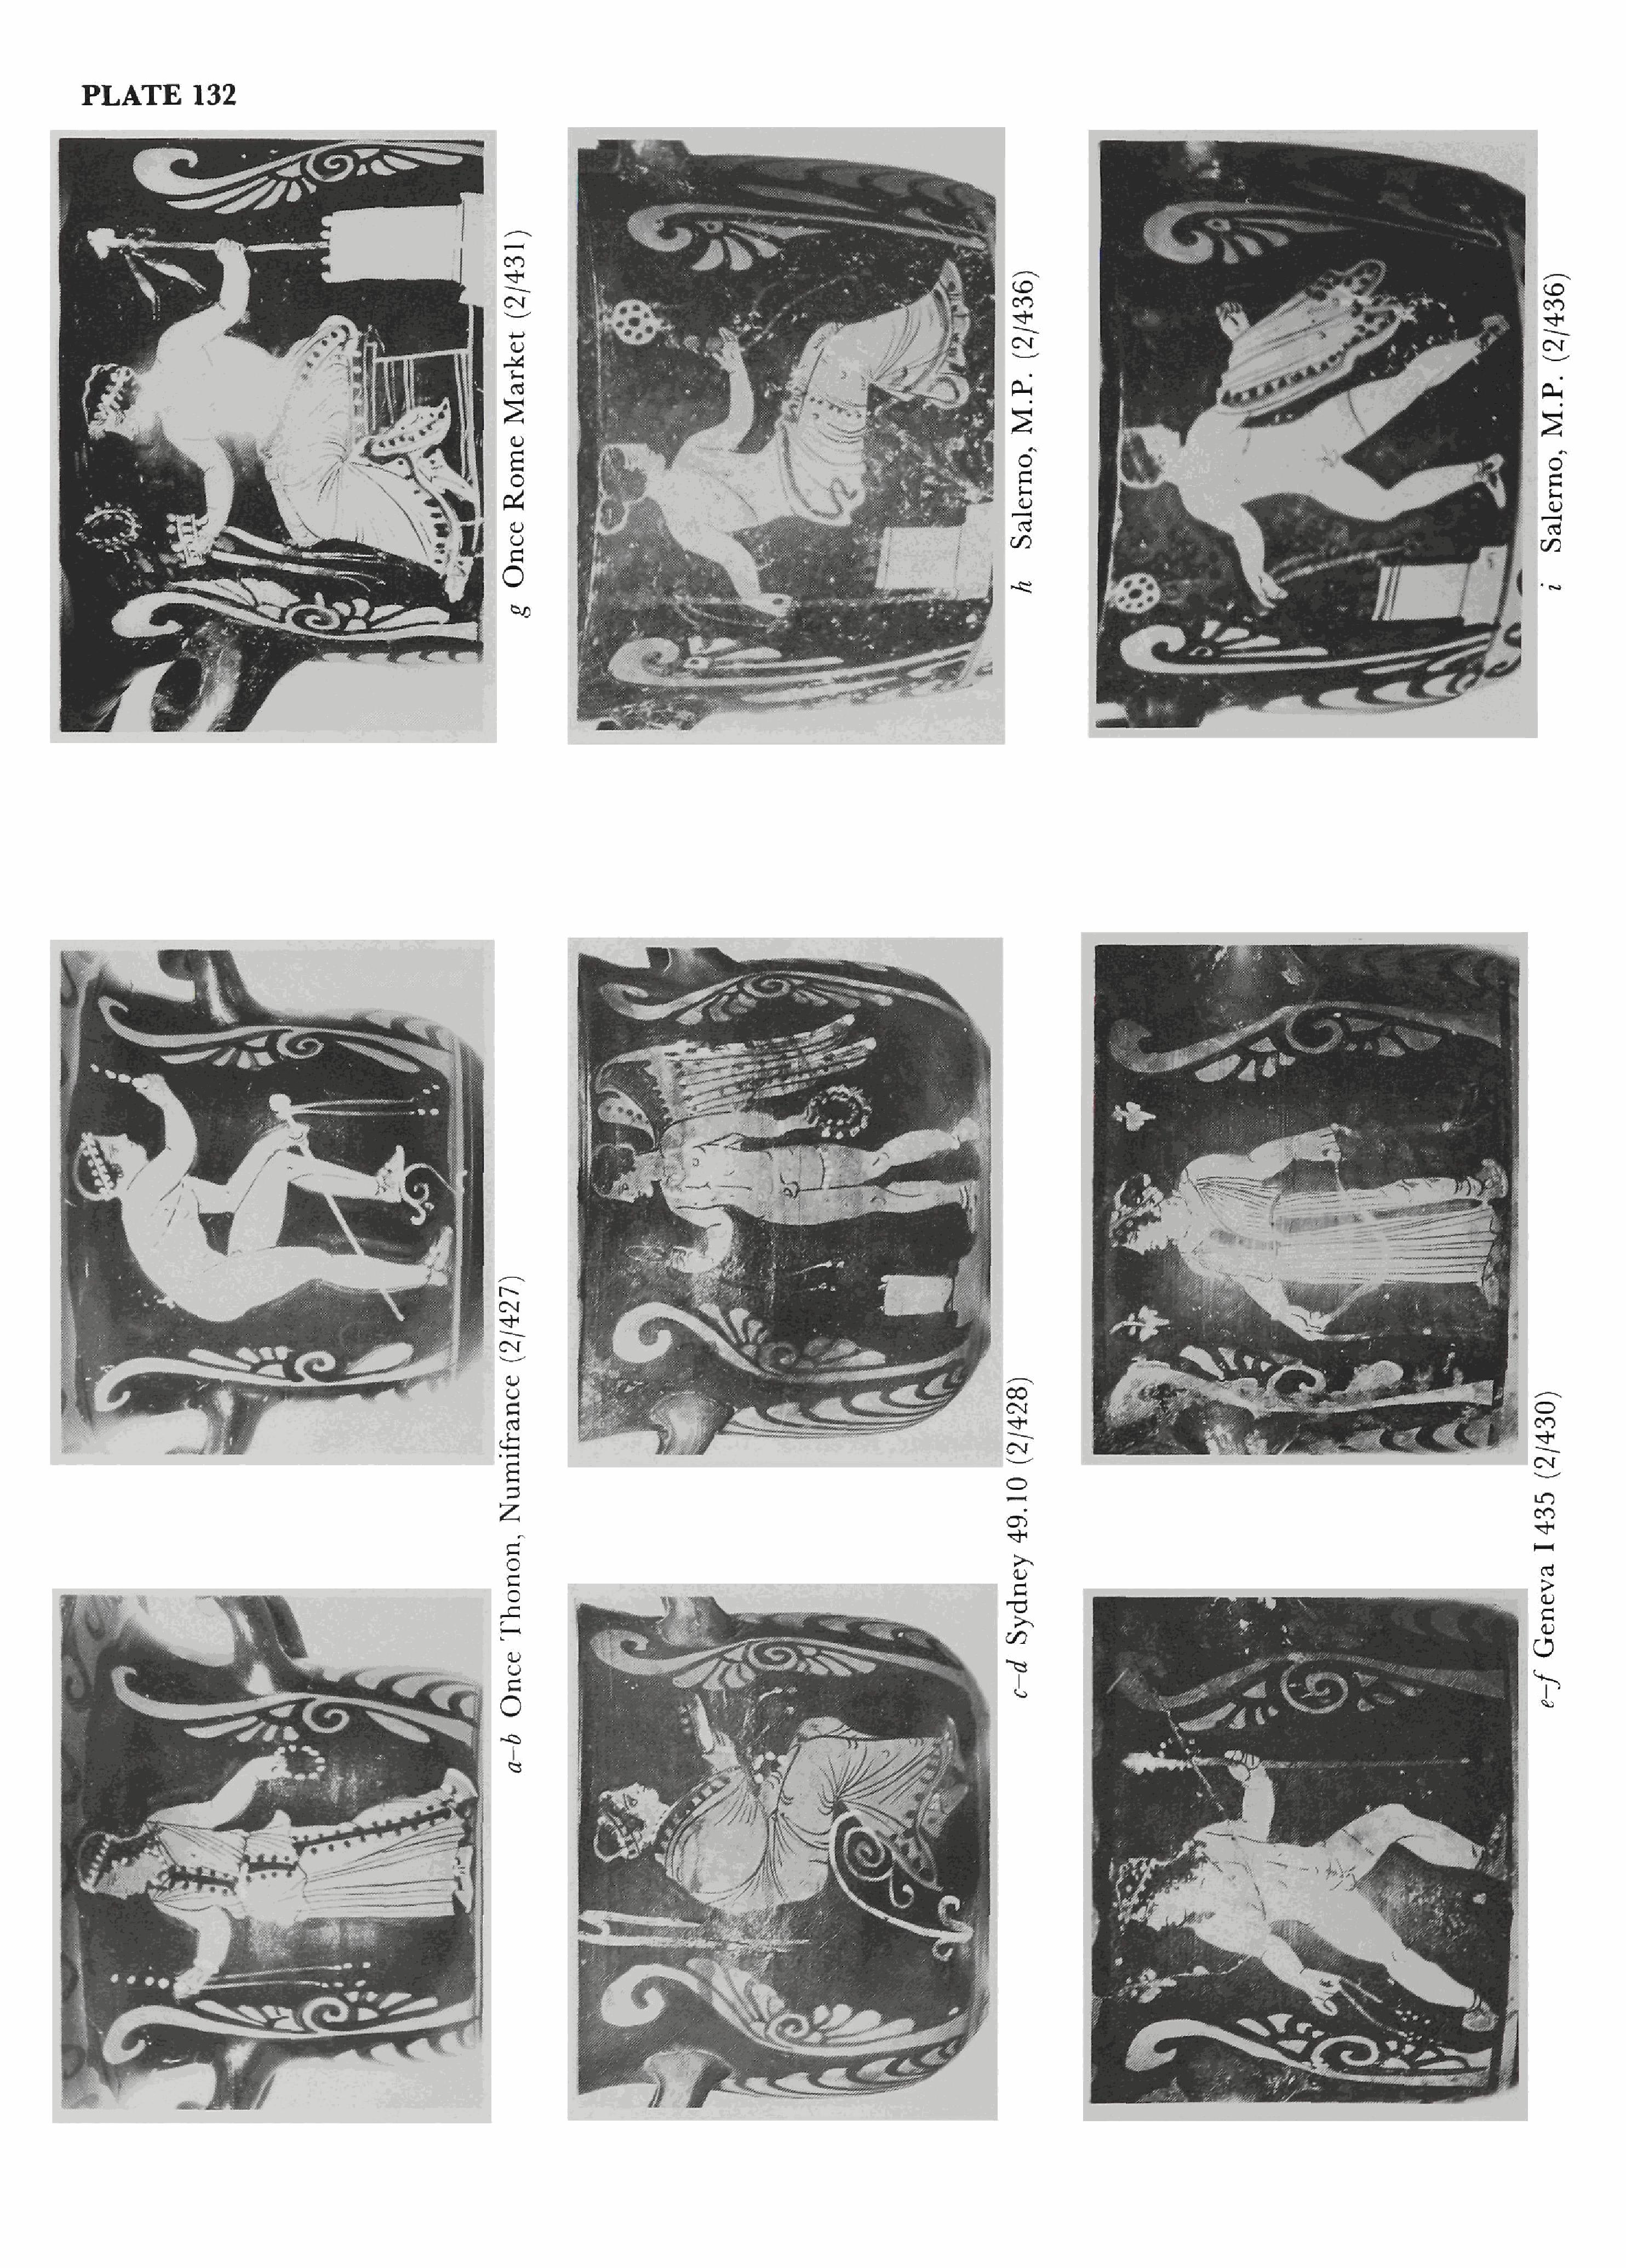 PLATE 132
a–b Once Thonon, Numifrance (2/427)
g Once Rome Market (2/431)
c–d Sydney 49.10 (2/428)
h Salerno, M.P. (2/436)
e–f Geneva I 435 (2/430)
i Salerno, M.P. (2/436)